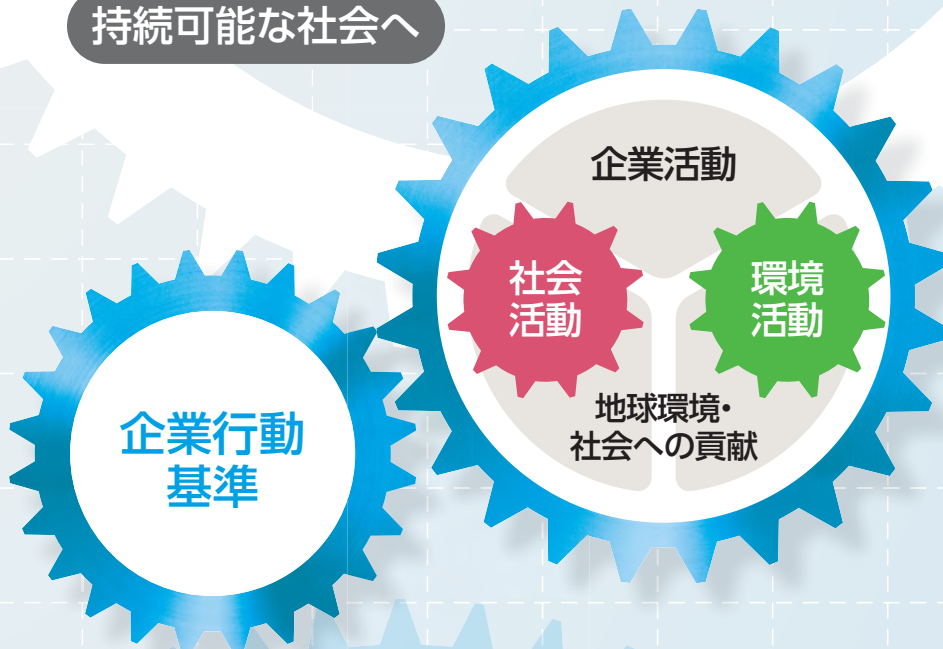 持続可能な社会へ
企業活動
社会
活動
環境
活動
地球環境・
社会への貢献
企業行動
基準